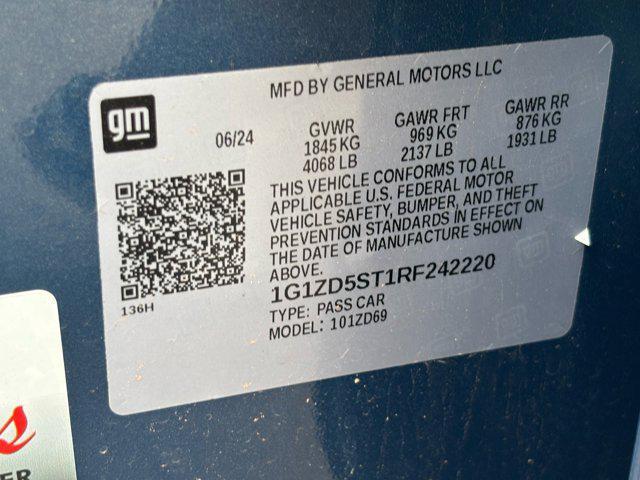 MFD BY GENERAL MOTORS LLC
gm
06/24
GVWR
1845 KG
4068 LB
GAWR FRT
969 KG
2137 LB
GAWR RR
876 KG
1931 LB
THIS VEHICLE CONFORMS TO ALL
APPLICABLE U.S. FEDERAL MOTOR
VEHICLE SAFETY, BUMPER, AND THEFT
PREVENTION STANDARDS IN EFFECT ON
THE DATE OF MANUFACTURE SHOWN
ABOVE.
1G1ZD5ST1RF242220
TYPE: PASS CAR
MODEL: 101ZD69
136H
ER